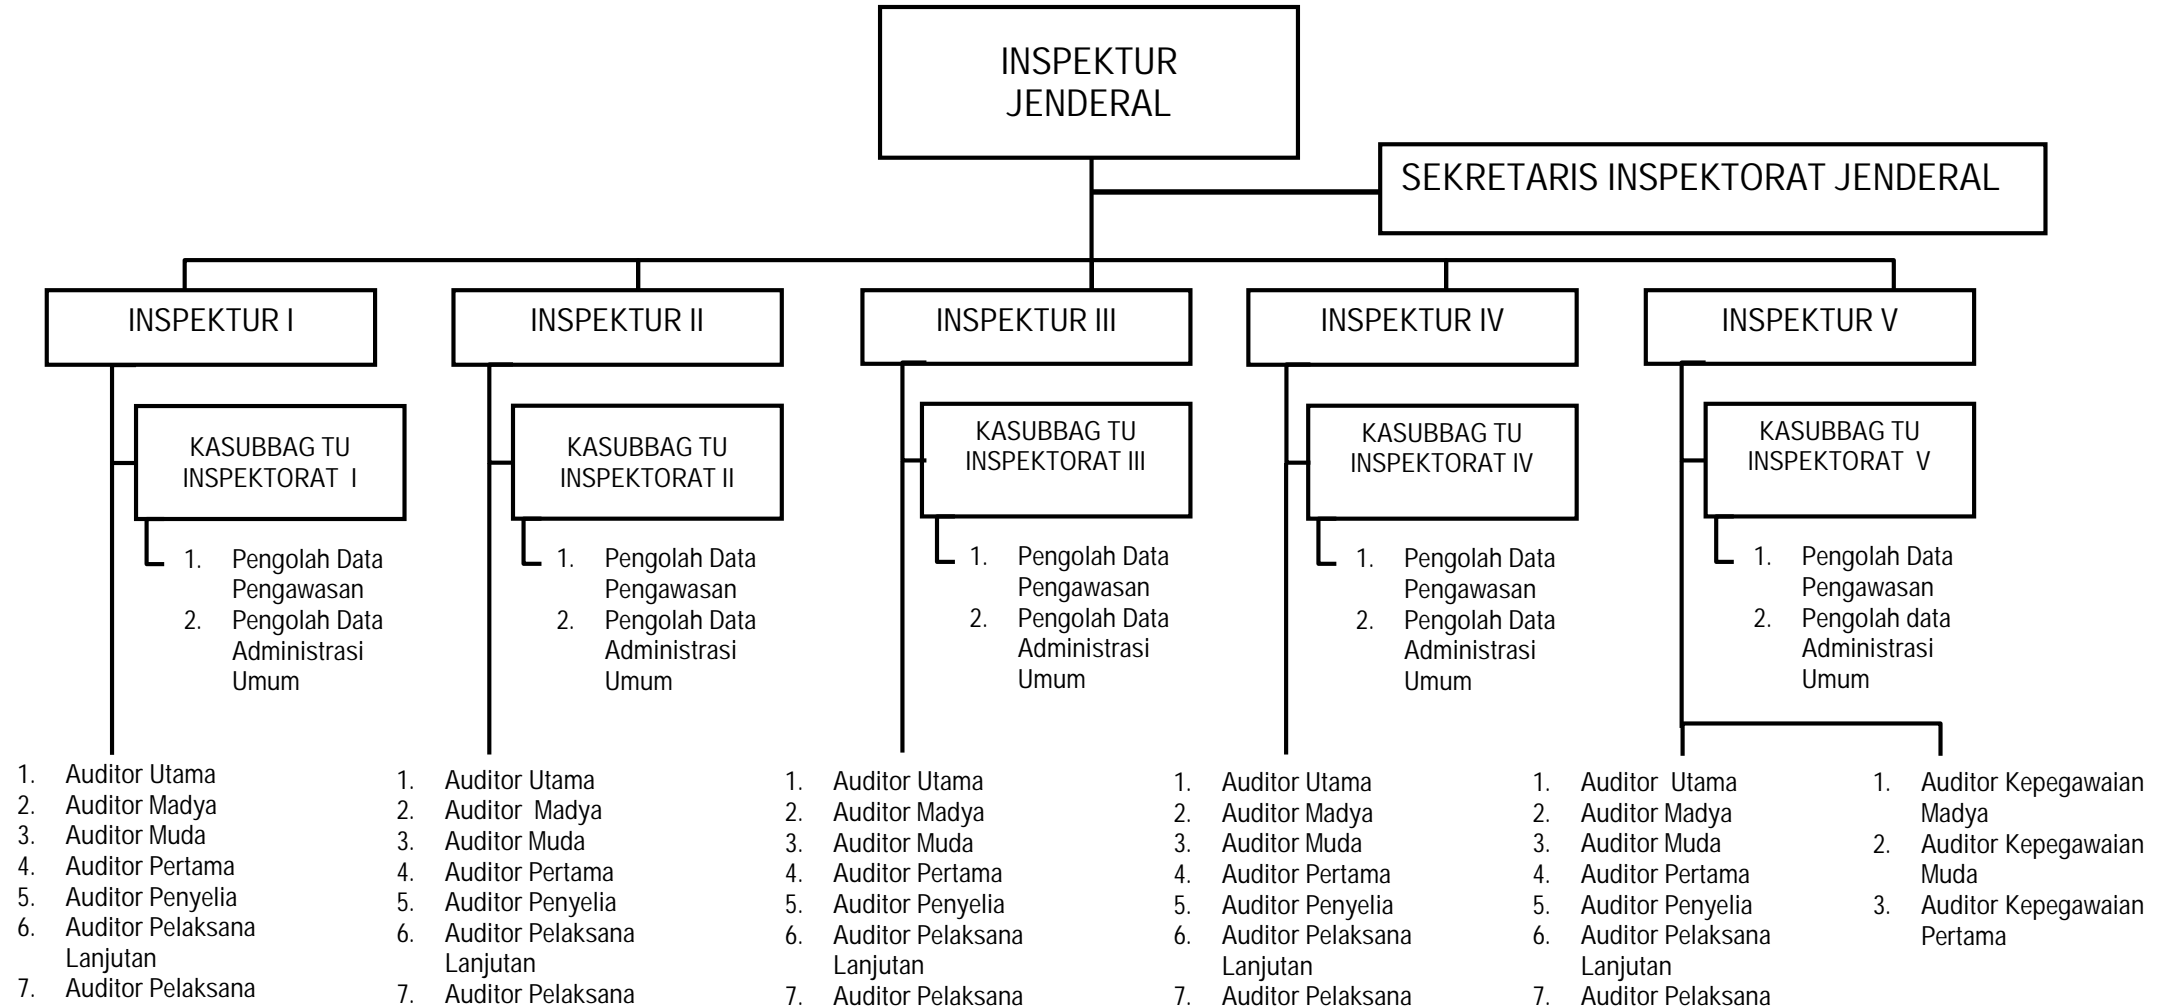 INSPEKTUR
JENDERAL
SEKRETARIS INSPEKTORAT JENDERAL
INSPEKTUR I
INSPEKTUR II
INSPEKTUR III
INSPEKTUR IV
INSPEKTUR V
KASUBBAG TU
INSPEKTORAT I
KASUBBAG TU
INSPEKTORAT II
KASUBBAG TU
INSPEKTORAT III
KASUBBAG TU
INSPEKTORAT IV
KASUBBAG TU
INSPEKTORAT V
1. Pengolah Data
Pengawasan
2. Pengolah Data
Administrasi
Umum
1. Pengolah Data
Pengawasan
2. Pengolah Data
Administrasi
Umum
1. Pengolah Data
Pengawasan
2. Pengolah Data
Administrasi
Umum
1. Pengolah Data
Pengawasan
2. Pengolah Data
Administrasi
Umum
1. Pengolah Data
Pengawasan
2. Pengolah data
Administrasi
Umum
1. Auditor Utama
2. Auditor Madya
3. Auditor Muda
4. Auditor Pertama
5. Auditor Penyelia
6. Auditor Pelaksana
Lanjutan
7. Auditor Pelaksana
1. Auditor Utama
2. Auditor Madya
3. Auditor Muda
4. Auditor Pertama
5. Auditor Penyelia
6. Auditor Pelaksana
Lanjutan
7. Auditor Pelaksana
1. Auditor Utama
2. Auditor Madya
3. Auditor Muda
4. Auditor Pertama
5. Auditor Penyelia
6. Auditor Pelaksana
Lanjutan
7. Auditor Pelaksana
1. Auditor Utama
2. Auditor Madya
3. Auditor Muda
4. Auditor Pertama
5. Auditor Penyelia
6. Auditor Pelaksana
Lanjutan
7. Auditor Pelaksana
1. Auditor Utama
2. Auditor Madya
3. Auditor Muda
4. Auditor Pertama
5. Auditor Penyelia
6. Auditor Pelaksana
Lanjutan
7. Auditor Pelaksana
1. Auditor Kepegawaian
Madya
2. Auditor Kepegawaian
Muda
3. Auditor Kepegawaian
Pertama